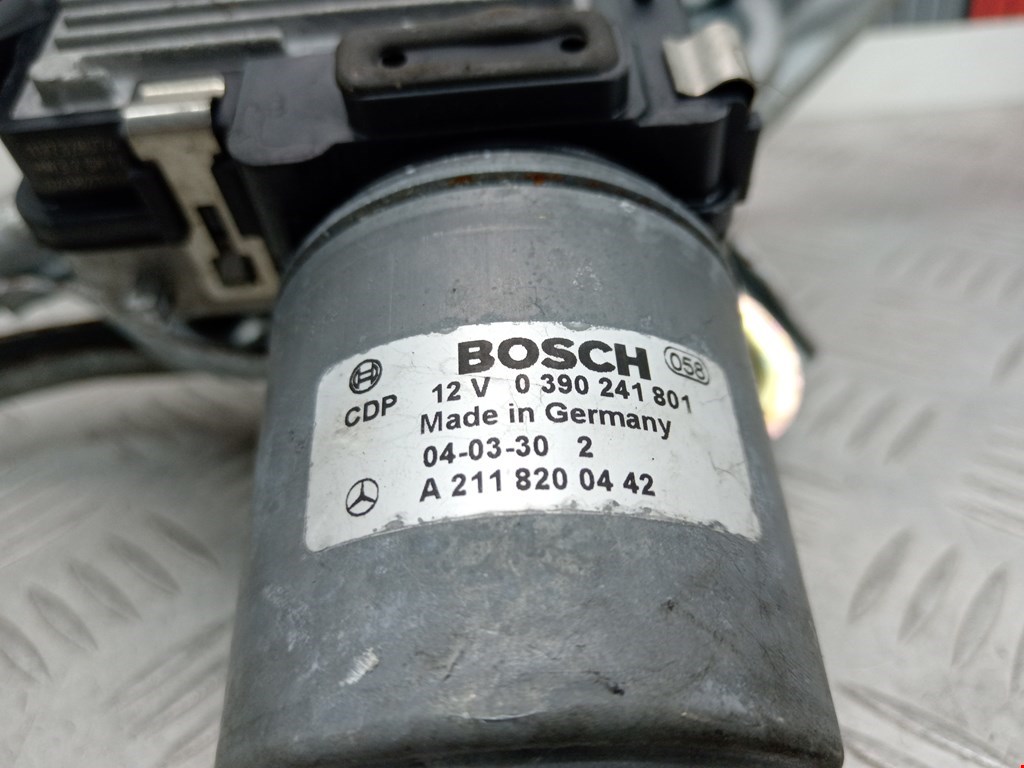 BOSCH 058
12 V 0 390 241 801
CDP
Made in Germany
04-03-30 2
A 211 820 04 42